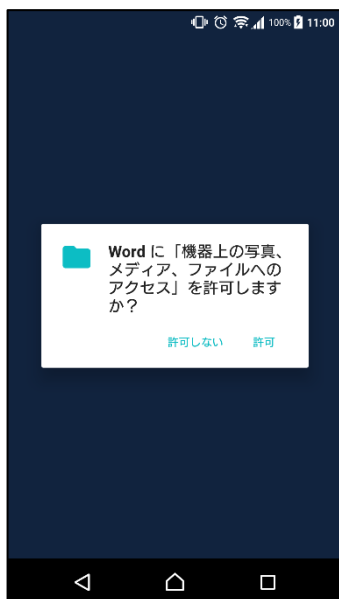 100% 11:00
Word に「機器上の写真、
メディア、ファイルへの
アクセス」を許可します
か？
許可しない 許可